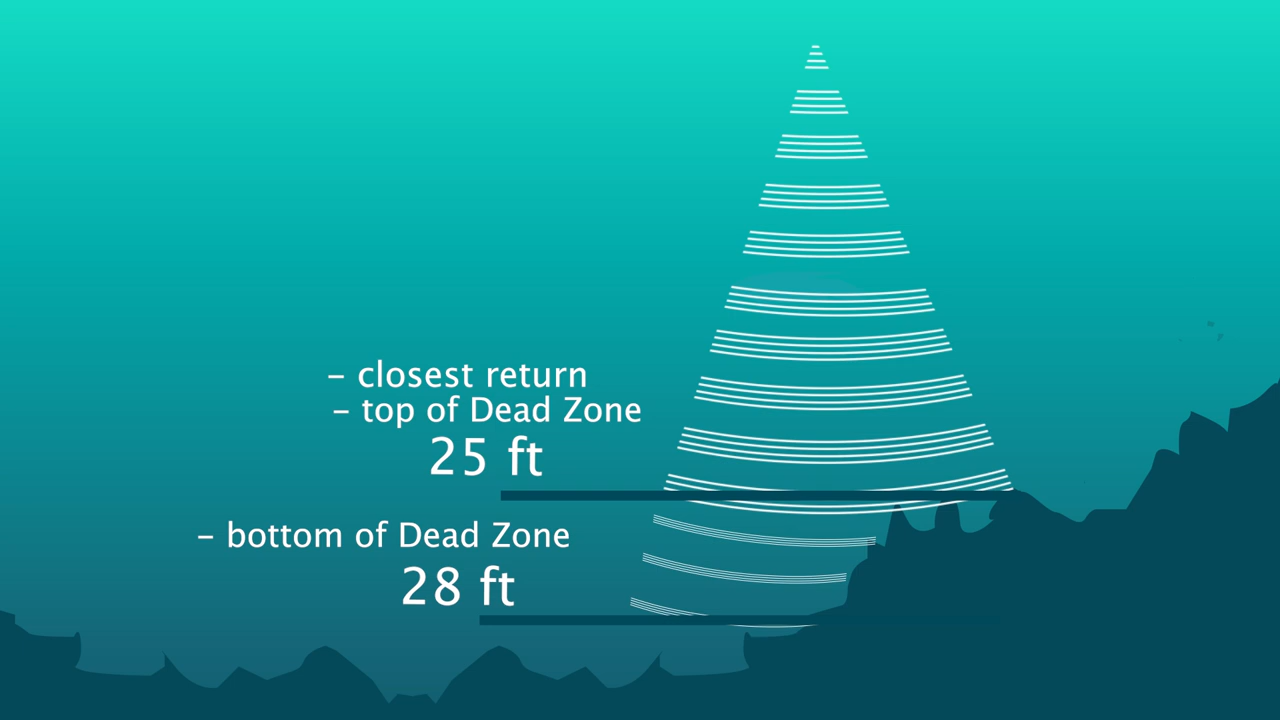 – closest return
– top of Dead Zone
25 ft
– bottom of Dead Zone
28 ft